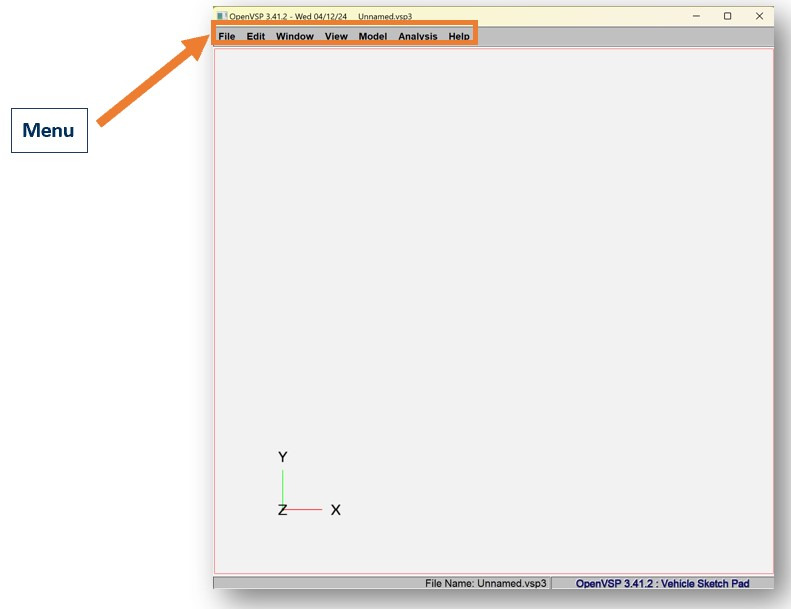 OpenVSP 3.41.2 - Wed 04/12/24 Unnamed.vsp3
File Edit Window View Model Analysis Help
Menu
Y
Z X
File Name: Unnamed.vsp3 OpenVSP 3.41.2 : Vehicle Sketch Pad